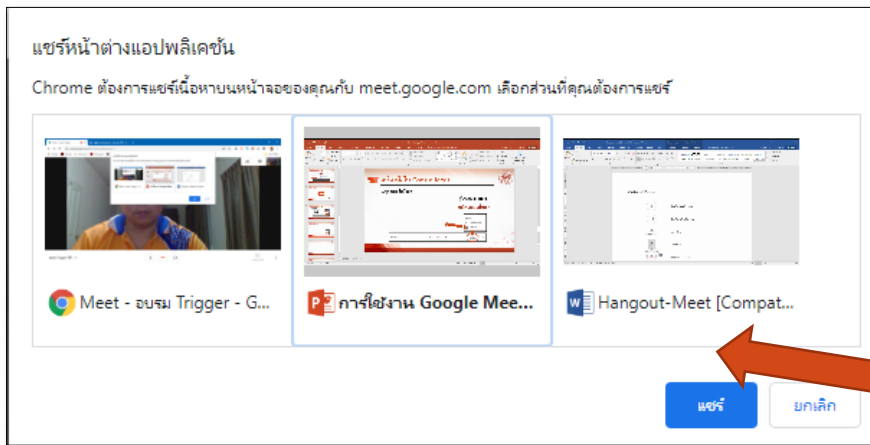 แชร์หน้าต่างแอปพลิเคชัน
Chrome ต้องการแชร์เนื้อหาบนหน้าจอของคุณกับ meet.google.com เลือกส่วนที่คุณต้องการแชร์
Meet - อบรม Trigger - G...
การใช้งาน Google Mee...
Hangout-Meet [Compat...
แชร์
ยกเลิก